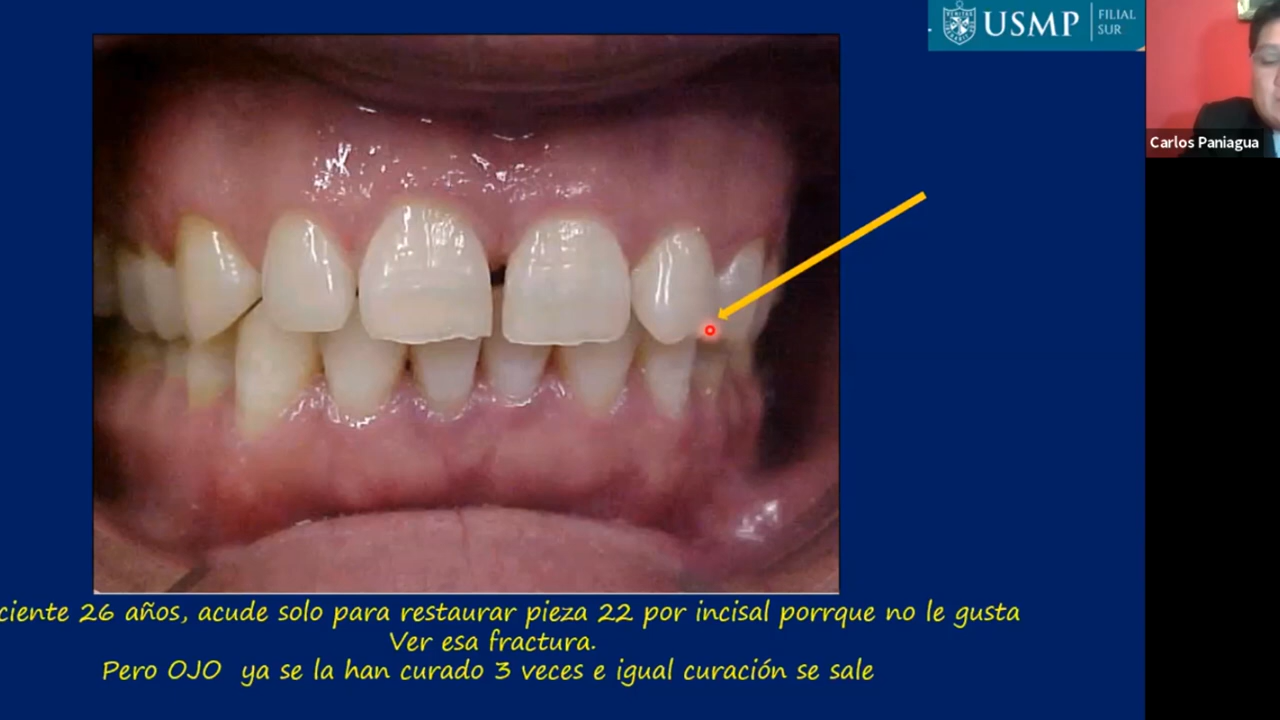 USMP
FILIAL
SUR
Carlos Paniagua
ciente 26 años, acude solo para restaurar pieza 22 por incisal porrque no le gusta
Ver esa fractura.
Pero OJO ya se la han curado 3 veces e igual curación se sale